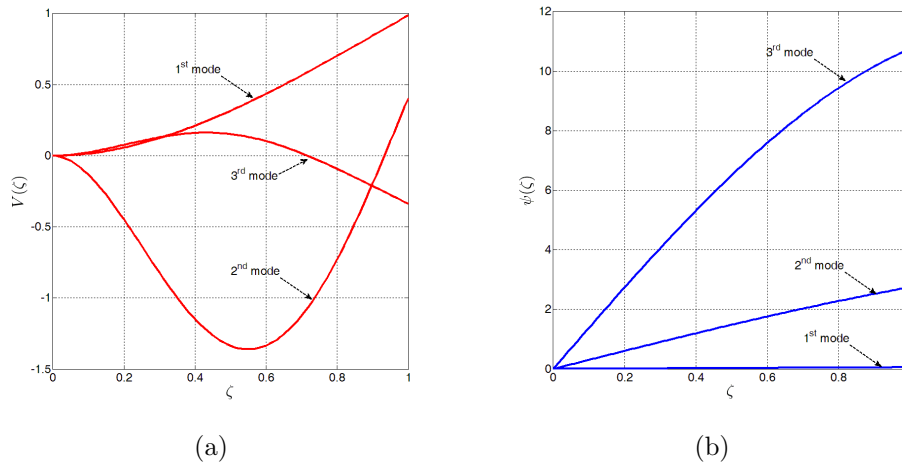 1
0.5
0
-0.5
-1
-1.5
0
0.2
0.4
0.6
0.8
1
V(ζ)
ζ
1st mode
3rd mode
2nd mode
(a)
12
10
8
6
4
2
0
0
0.2
0.4
0.6
0.8
ψ(ζ)
ζ
3rd mode
2nd mode
1st mode
(b)